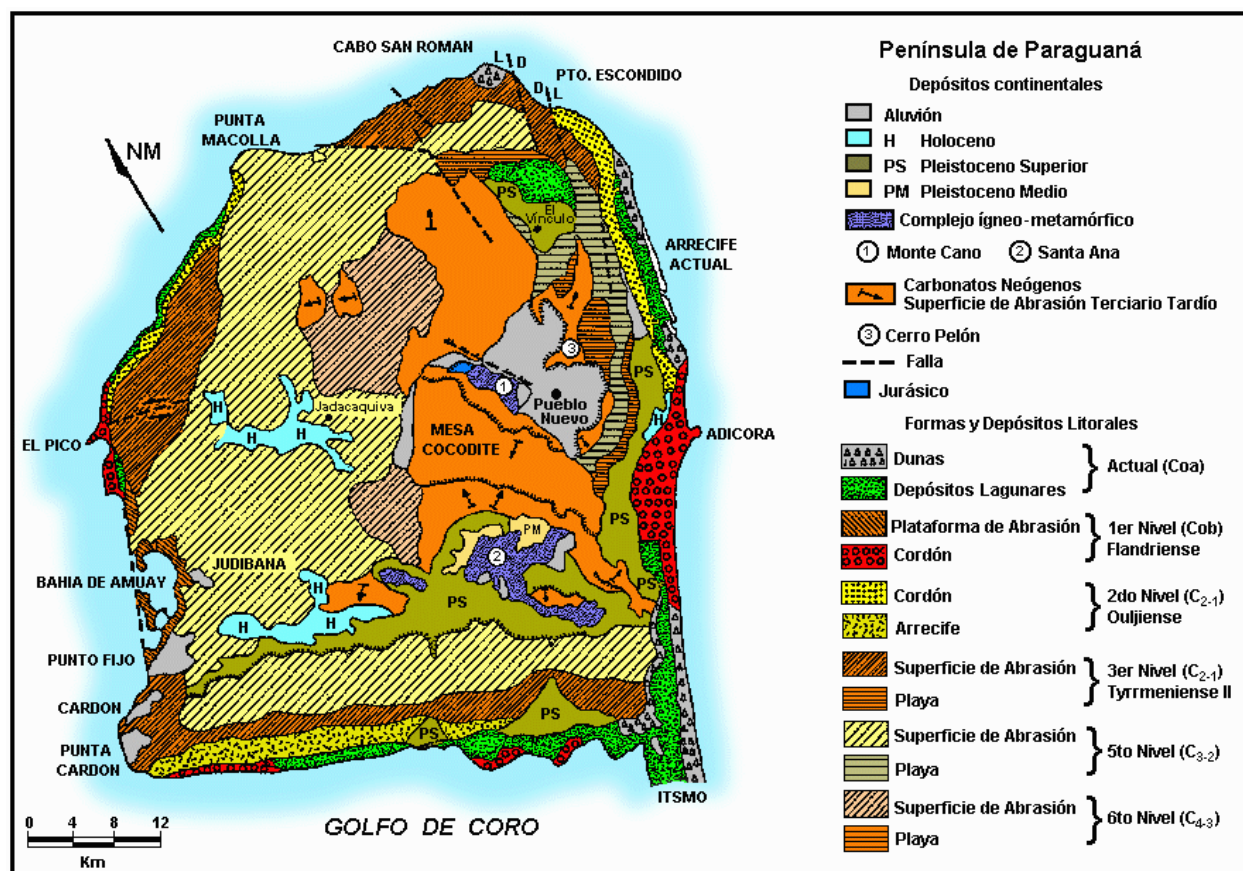 CABO SAN ROMAN
L D
PTO. ESCONDIDO
D L
PUNTA
MACOLLA
NM
PS
El
Vínculo
ARRECIFE
ACTUAL
3
PS
1
Pueblo
Nuevo
H
Jadacaquiva
H
H
H
MESA
COCODITE
ADICORA
EL PICO
PM
PS
2
JUDIBANA
H
BAHIA DE AMUAY
PS
PS
H
H
PUNTO FIJO
CARDON
PS
PS
PUNTA
CARDON
ITSMO
0 4 8 12
Km
GOLFO DE CORO
Península de Paraguaná
Depósitos continentales
Aluvión
H Holoceno
PS Pleistoceno Superior
PM Pleistoceno Medio
Complejo ígneo-metamórfico
1 Monte Cano 2 Santa Ana
Carbonatos Neógenos
Superficie de Abrasión Terciario Tardío
3 Cerro Pelón
Falla
Jurásico
Formas y Depósitos Litorales
Dunas
Depósitos Lagunares
Actual (Coa)
Plataforma de Abrasión
Cordón
1er Nivel (Cob)
Flandriense
Cordón
Arrecife
2do Nivel (C2-1)
Ouljiense
Superficie de Abrasión
Playa
3er Nivel (C2-1)
Tyrrmeniense II
Superficie de Abrasión
Playa
5to Nivel (C3-2)
Superficie de Abrasión
Playa
6to Nivel (C4-3)